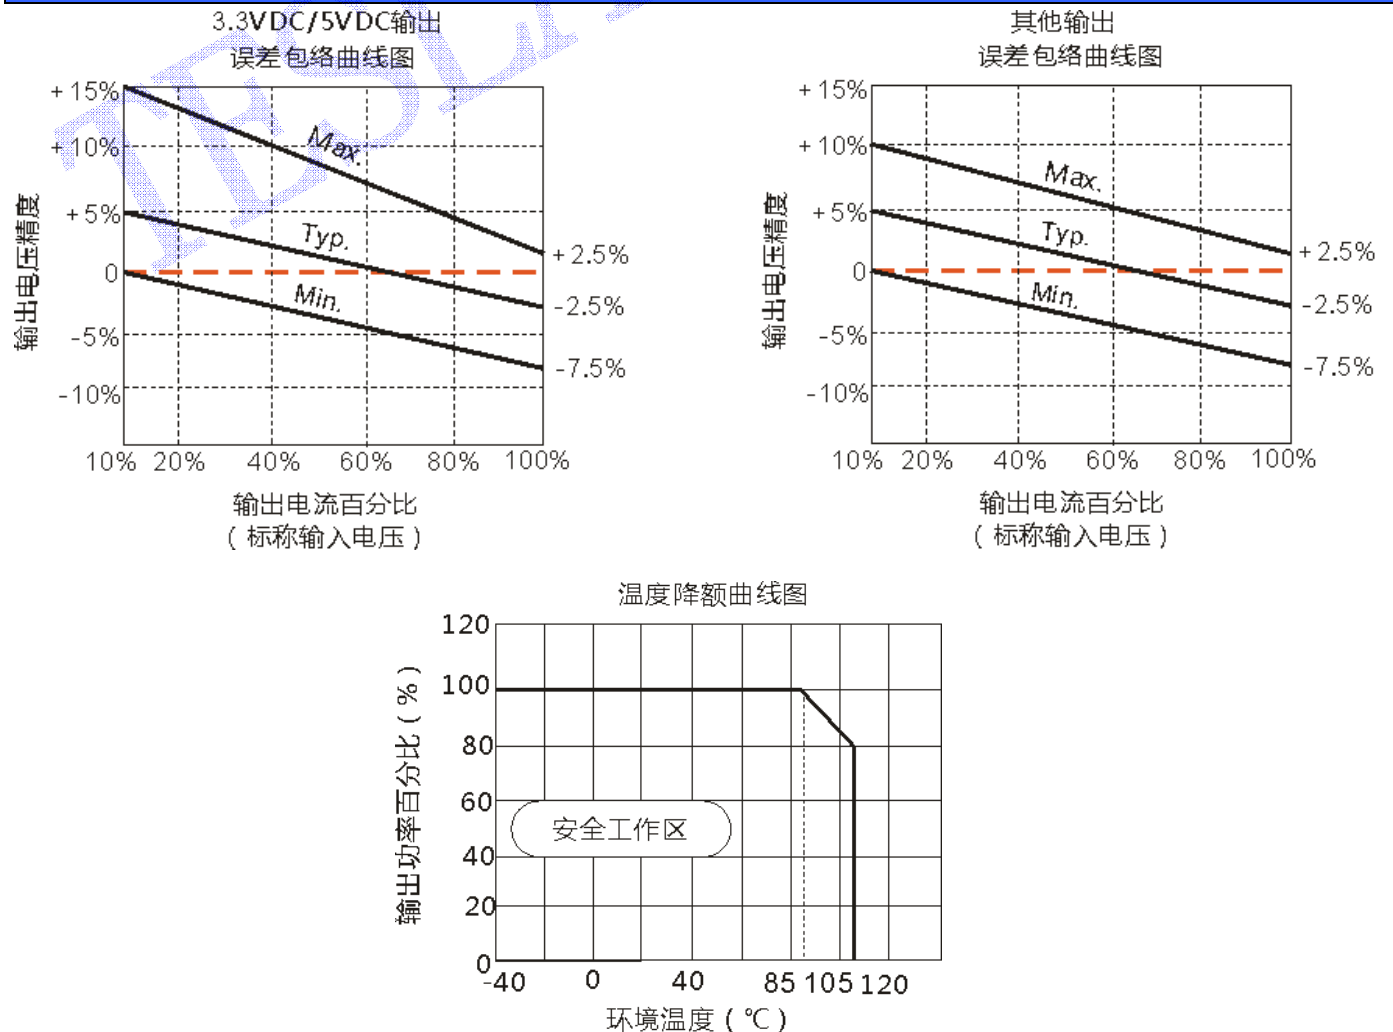 3.3VDC/5VDC输出
误差包络曲线图
+15%
+10%
+5%
0
-5%
-10%
Max.
Typ.
Min.
+2.5%
-2.5%
-7.5%
10% 20% 40% 60% 80% 100%
输出电压精度
输出电流百分比
(标称输入电压)
其他输出
误差包络曲线图
+15%
+10%
+5%
0
-5%
-10%
Max.
Typ.
Min.
+2.5%
-2.5%
-7.5%
10% 20% 40% 60% 80% 100%
输出电压精度
输出电流百分比
(标称输入电压)
温度降额曲线图
120
100
80
60
40
20
0
安全工作区
-40 0 40 85 105 120
输出功率百分比(%)
环境温度(℃)